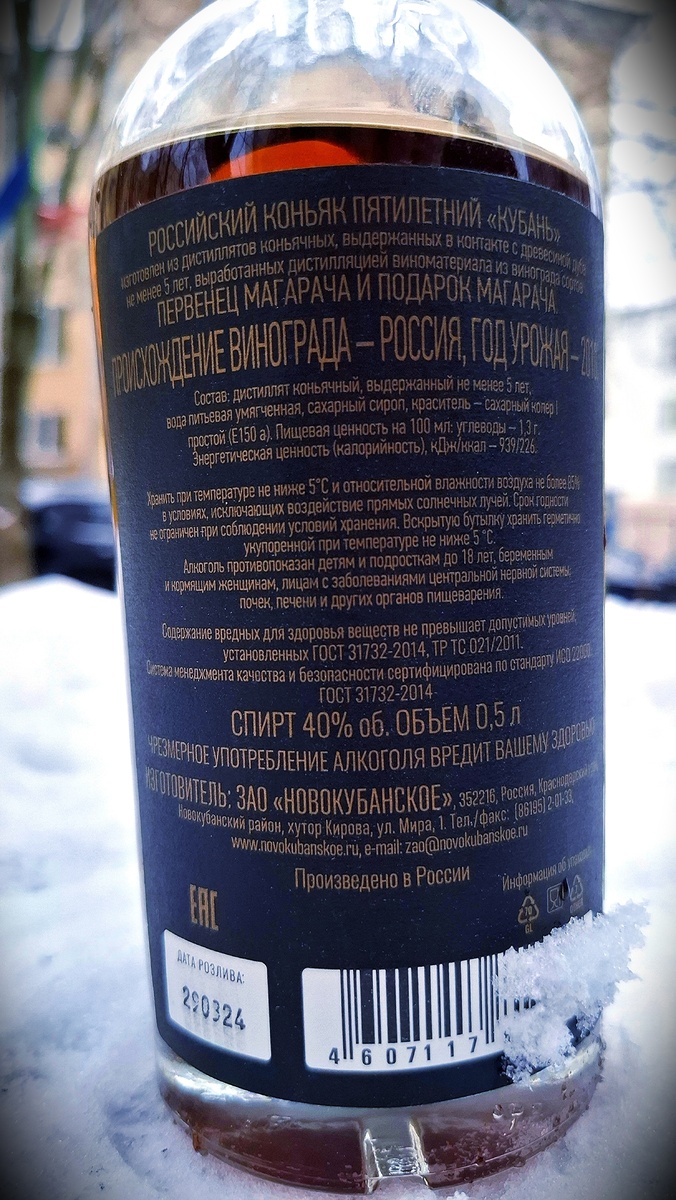 РОССИЙСКИЙ КОНЬЯК ПЯТИЛЕТНИЙ «КУБАНЬ»
изготовлен из дистиллятов коньячных, выдержанных в контакте с древесиной дуба
не менее 5 лет, выработанных дистилляцией виноматериала из винограда сортов
ПЕРВЕНЕЦ МАГАРАЧА И ПОДАРОК МАГАРАЧА.
ПРОИСХОЖДЕНИЕ ВИНОГРАДА – РОССИЯ, ГОД УРОЖАЯ –
Состав: дистиллят коньячный, выдержанный не менее 5 лет,
вода питьевая умягченная, сахарный сироп, краситель – сахарный колер I
простой (Е150 а). Пищевая ценность на 100 мл: углеводы – 1,3 г.
Энергетическая ценность (калорийность), кДж/ккал – 939/226.
Хранить при температуре не ниже 5°С и относительной влажности воздуха не более 85%
в условиях, исключающих воздействие прямых солнечных лучей. Срок годности
не ограничен при соблюдении условий хранения. Вскрытую бутылку хранить герметично
укупоренной при температуре не ниже 5 °С.
Алкоголь противопоказан детям и подросткам до 18 лет, беременным
и кормящим женщинам, лицам с заболеваниями центральной нервной системы,
почек, печени и других органов пищеварения.
Содержание вредных для здоровья веществ не превышает допустимых уровней,
установленных ГОСТ 31732-2014, ТР ТС 021/2011.
Система менеджмента качества и безопасности сертифицирована по стандарту ИСО 22000.
ГОСТ 31732-2014
СПИРТ 40% об. ОБЪЕМ 0,5 л
ЧРЕЗМЕРНОЕ УПОТРЕБЛЕНИЕ АЛКОГОЛЯ ВРЕДИТ ВАШЕМУ ЗДОРОВЬЮ
ИЗГОТОВИТЕЛЬ: ЗАО «НОВОКУБАНСКОЕ», 352216, Россия, Краснодарский
Новокубанский район, хутор Кирова, ул. Мира, 1. Тел./факс: (86195) 2-01-33,
www.novokubanskoe.ru, e-mail: zao@novokubanskoe.ru
Произведено в России
Информация об упаковке:
EAC
70
GL
ДАТА РОЗЛИВА:
290324
4 607117